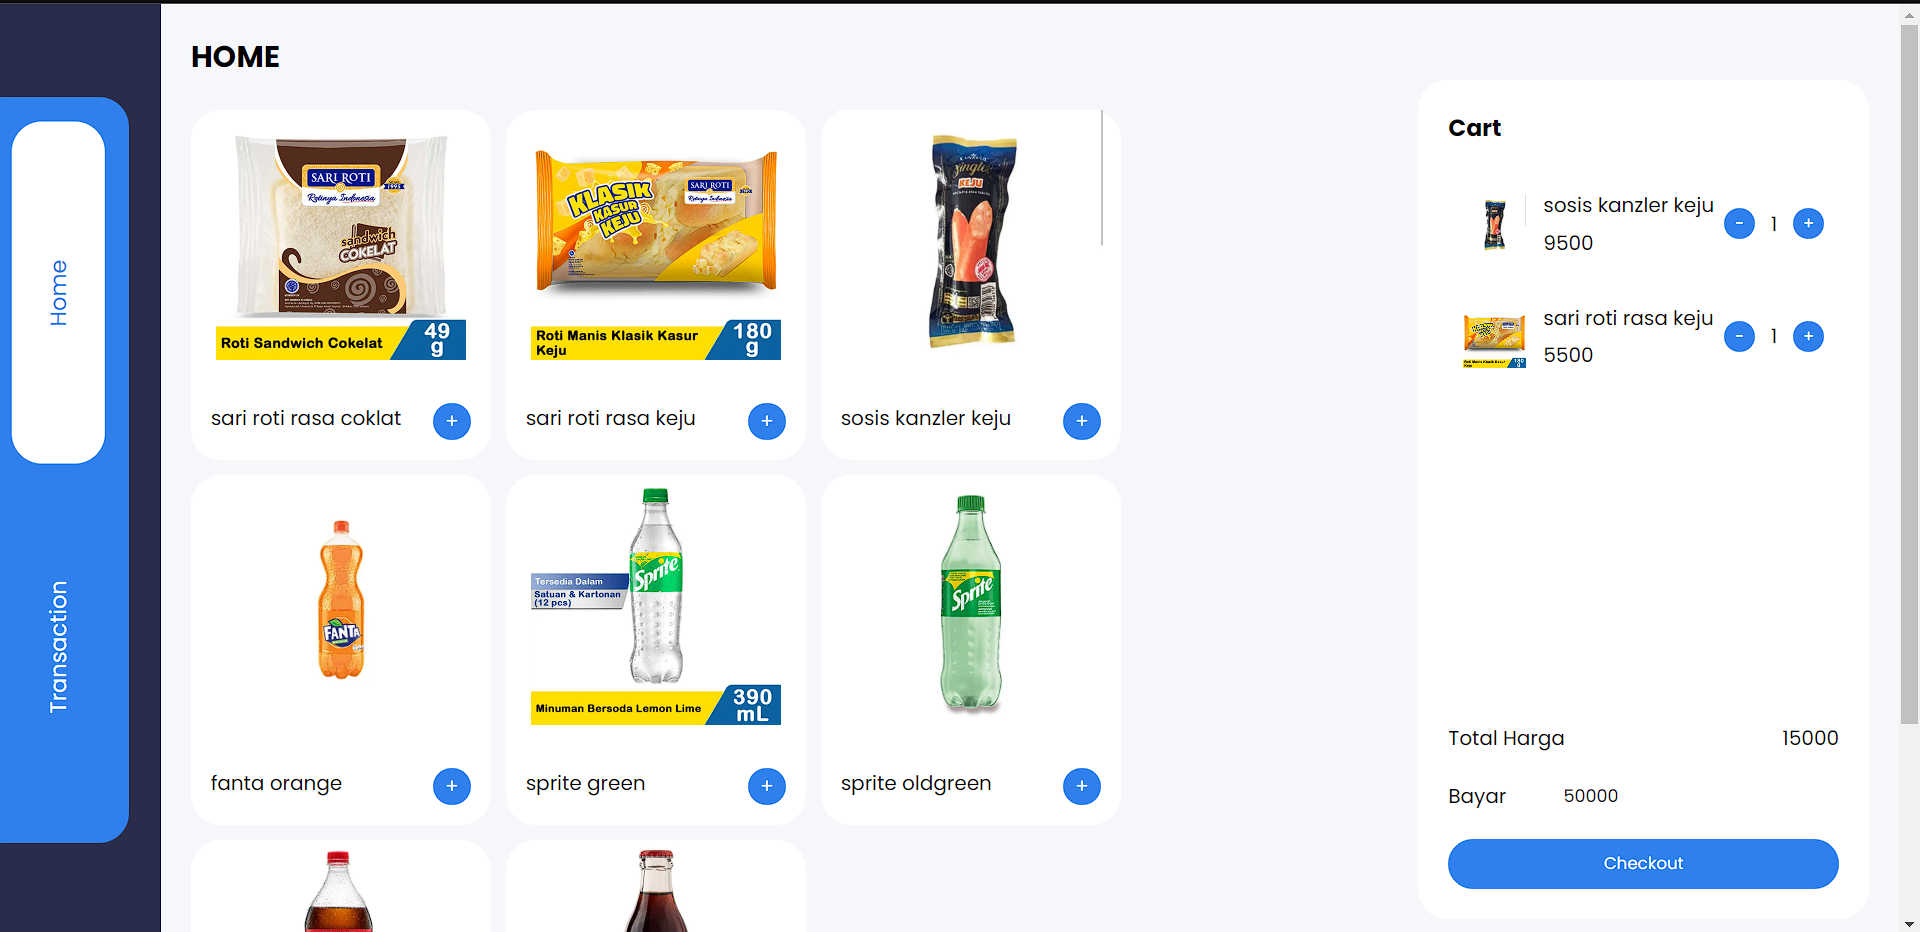 HOME
Home
Transaction
SARI ROTI
Rotinya Indonesia
sandwich
COKELAT
Roti Sandwich Cokelat
49
g
sari roti rasa coklat
+
KLASIK
KASUR
KEJU
SARI ROTI
Rotinya Indonesia
Roti Manis Klasik Kasur
Keju
180
g
sari roti rasa keju
+
Singles
KEJU
sosis kanzler keju
+
FANTA
fanta orange
+
Tersedia Dalam
Satuan & Kartonan
(12 pcs)
Sprite
Minuman Bersoda Lemon Lime
390
mL
sprite green
+
Sprite
sprite oldgreen
+
Cart
sosis kanzler keju
9500
- 1 +
sari roti rasa keju
5500
- 1 +
Total Harga 15000
Bayar 50000
Checkout